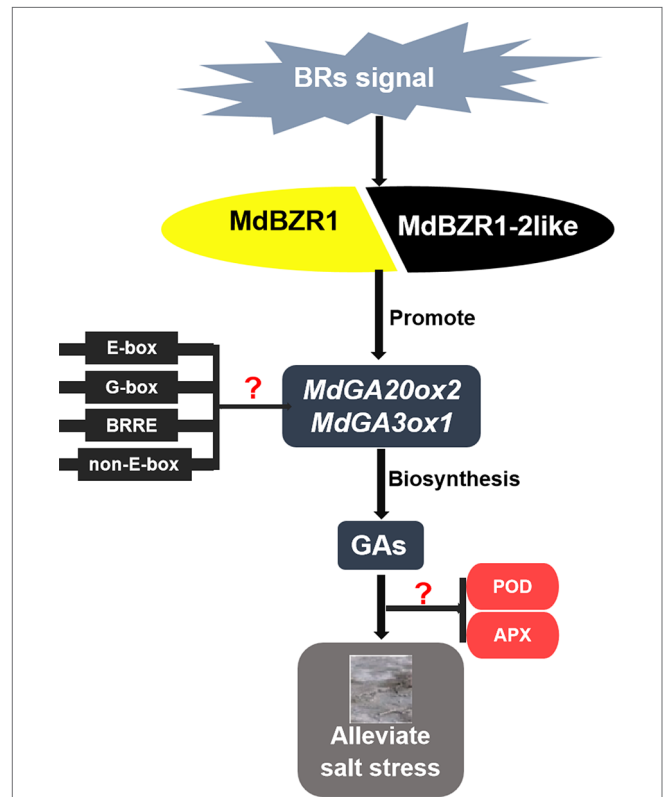 BRs signal
MdBZR1
MdBZR1-2like
Promote
E-box
G-box
BRRE
non-E-box
?
MdGA20ox2
MdGA3ox1
Biosynthesis
GAs
?
POD
APX
Alleviate
salt stress